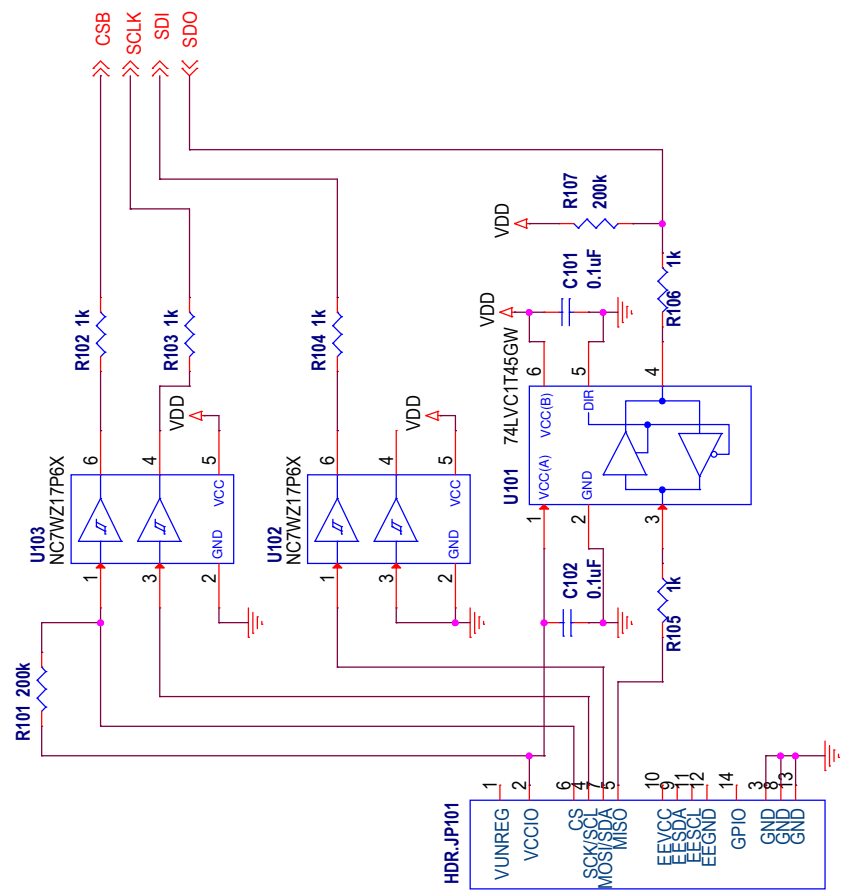 CSB
SCLK
SDI
SDO
R102 1k
R103 1k
R104 1k
VDD
R107
200k
VDD
C101
0.1uF
R106
1k
74LVC1T45GW
U103
NC7WZ17P6X
1
6
3
4
2
5
GND
VCC
VDD
U102
NC7WZ17P6X
1
6
3
4
2
5
GND
VCC
VDD
U101
1
VCC(A)
VCC(B)
6
2
GND
DIR
5
3
4
C102
0.1uF
R105
1k
R101 200k
HDR.JP101
VUNREG
1
VCCIO
2
CS
6
SCK/SCL
4
MOSI/SDA
7
MISO
5
EEVCC
10
EESDA
9
EESCL
11
EEGND
12
GPIO
14
GND
3
GND
8
GND
13